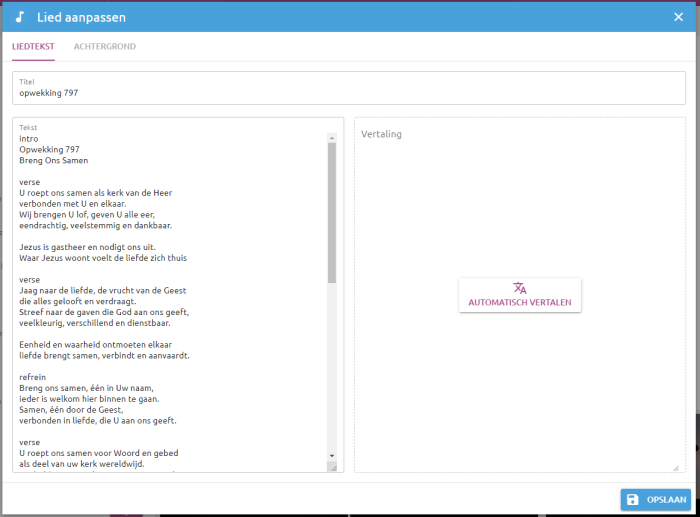 Lied aanpassen
LIEDTEKST
ACHTERGROND
Titel
opwekking 797
Tekst
intro
Opwekking 797
Breng Ons Samen
verse
U roept ons samen als kerk van de Heer
verbonden met U en elkaar.
Wij brengen U lof, geven U alle eer,
eendrachtig, veelstemmig en dankbaar.
Jezus is gastheer en nodigt ons uit.
Waar Jezus woont voelt de liefde zich thuis
verse
Jaag naar de liefde, de vrucht van de Geest
die alles gelooft en verdraagt.
Streef naar de gaven die God aan ons geeft,
veelkleurig, verschillend en dienstbaar.
Eenheid en waarheid ontmoeten elkaar
liefde brengt samen, verbindt en aanvaardt.
refrein
Breng ons samen, één in Uw naam,
ieder is welkom hier binnen te gaan.
Samen, één door de Geest,
verbonden in liefde, die U aan ons geeft.
verse
U roept ons samen voor Woord en gebed
als deel van uw kerk wereldwijd.
Vertaling
AUTOMATISCH VERTALEN
OPSLAAN